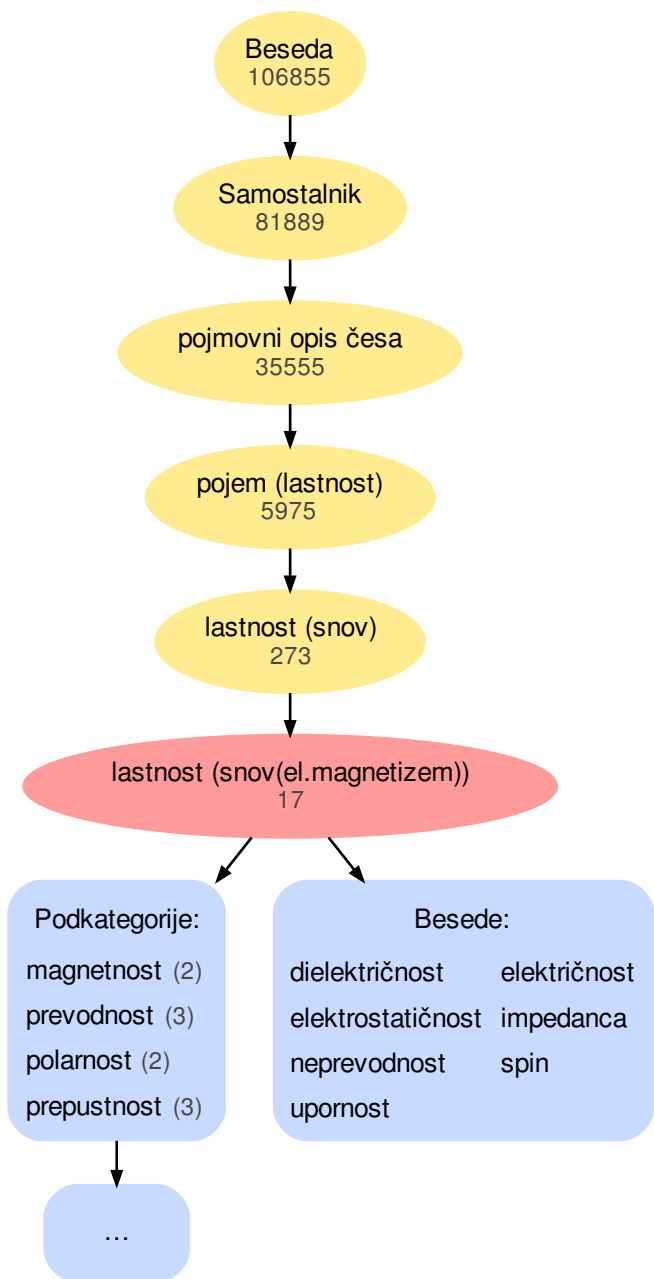 Beseda
106855
Samostalnik
81889
pojmovni opis česa
35555
pojem (lastnost)
5975
lastnost (snov)
273
lastnost (snov(el.magnetizem))
17
Podkategorije:
magnetnost (2)
prevodnost (3)
polarnost (2)
prepustnost (3)
...
Besede:
dielektričnost električnost
elektrostatičnost impedanca
neprevodnost spin
upornost